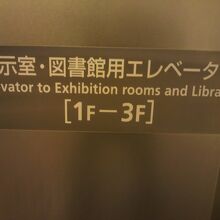 示室・図書館用エレベータ
vator to Exhibition rooms and Libra
[1F－3F]